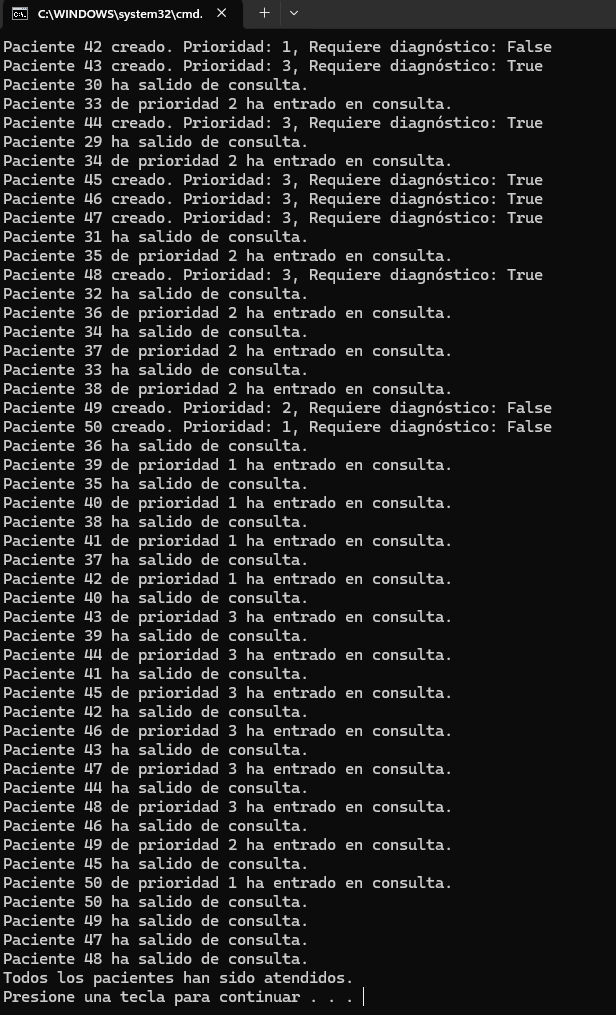 C:\WINDOWS\system32\cmd.
Paciente 42 creado. Prioridad: 1, Requiere diagnóstico: False
Paciente 43 creado. Prioridad: 3, Requiere diagnóstico: True
Paciente 30 ha salido de consulta.
Paciente 33 de prioridad 2 ha entrado en consulta.
Paciente 44 creado. Prioridad: 3, Requiere diagnóstico: True
Paciente 29 ha salido de consulta.
Paciente 34 de prioridad 2 ha entrado en consulta.
Paciente 45 creado. Prioridad: 3, Requiere diagnóstico: True
Paciente 46 creado. Prioridad: 3, Requiere diagnóstico: True
Paciente 47 creado. Prioridad: 3, Requiere diagnóstico: True
Paciente 31 ha salido de consulta.
Paciente 35 de prioridad 2 ha entrado en consulta.
Paciente 48 creado. Prioridad: 3, Requiere diagnóstico: True
Paciente 32 ha salido de consulta.
Paciente 36 de prioridad 2 ha entrado en consulta.
Paciente 34 ha salido de consulta.
Paciente 37 de prioridad 2 ha entrado en consulta.
Paciente 33 ha salido de consulta.
Paciente 38 de prioridad 2 ha entrado en consulta.
Paciente 49 creado. Prioridad: 2, Requiere diagnóstico: False
Paciente 50 creado. Prioridad: 1, Requiere diagnóstico: False
Paciente 36 ha salido de consulta.
Paciente 39 de prioridad 1 ha entrado en consulta.
Paciente 35 ha salido de consulta.
Paciente 40 de prioridad 1 ha entrado en consulta.
Paciente 38 ha salido de consulta.
Paciente 41 de prioridad 1 ha entrado en consulta.
Paciente 37 ha salido de consulta.
Paciente 42 de prioridad 1 ha entrado en consulta.
Paciente 40 ha salido de consulta.
Paciente 43 de prioridad 3 ha entrado en consulta.
Paciente 39 ha salido de consulta.
Paciente 44 de prioridad 3 ha entrado en consulta.
Paciente 41 ha salido de consulta.
Paciente 45 de prioridad 3 ha entrado en consulta.
Paciente 42 ha salido de consulta.
Paciente 46 de prioridad 3 ha entrado en consulta.
Paciente 43 ha salido de consulta.
Paciente 47 de prioridad 3 ha entrado en consulta.
Paciente 44 ha salido de consulta.
Paciente 48 de prioridad 3 ha entrado en consulta.
Paciente 46 ha salido de consulta.
Paciente 49 de prioridad 2 ha entrado en consulta.
Paciente 45 ha salido de consulta.
Paciente 50 de prioridad 1 ha entrado en consulta.
Paciente 50 ha salido de consulta.
Paciente 49 ha salido de consulta.
Paciente 47 ha salido de consulta.
Paciente 48 ha salido de consulta.
Todos los pacientes han sido atendidos.
Presione una tecla para continuar . . .